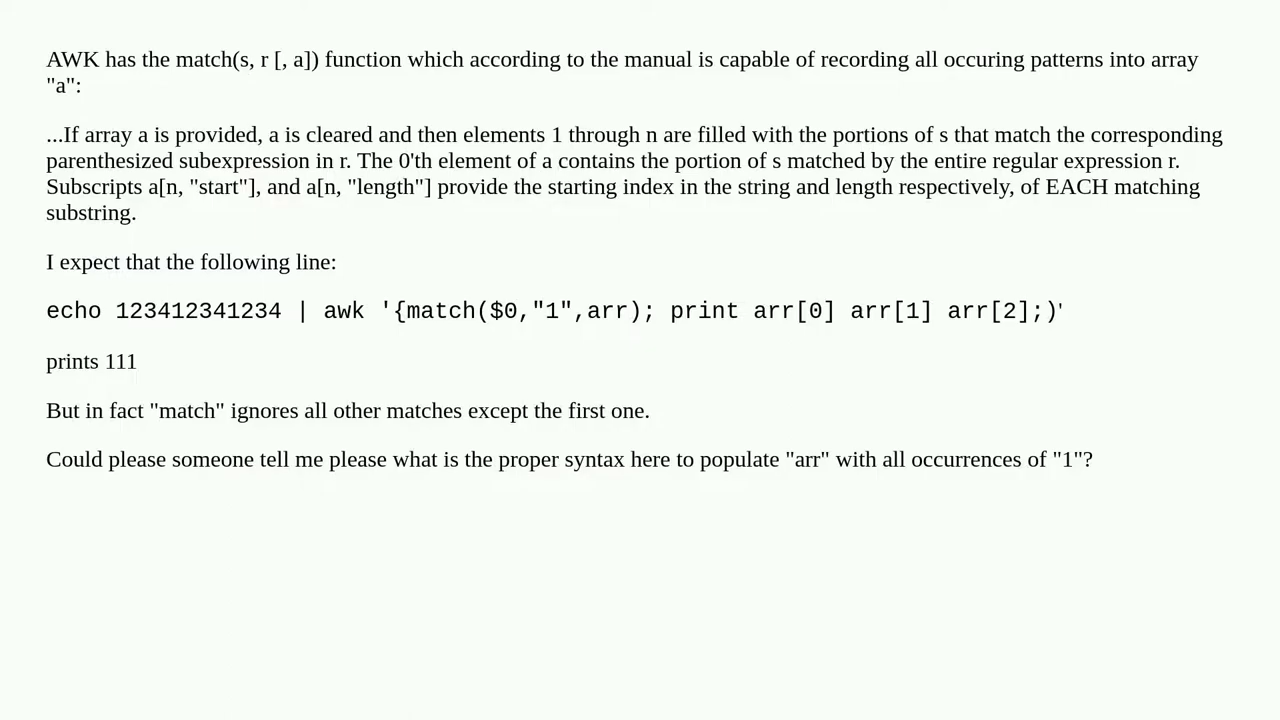 AWK has the match(s, r [, a]) function which according to the manual is capable of recording all occuring patterns into array
"a":
...If array a is provided, a is cleared and then elements 1 through n are filled with the portions of s that match the corresponding
parenthesized subexpression in r. The 0'th element of a contains the portion of s matched by the entire regular expression r.
Subscripts a[n, "start"], and a[n, "length"] provide the starting index in the string and length respectively, of EACH matching
substring.
I expect that the following line:
echo 123412341234 | awk '{match($0,"1",arr); print arr[0] arr[1] arr[2];)'
prints 111
But in fact "match" ignores all other matches except the first one.
Could please someone tell me please what is the proper syntax here to populate "arr" with all occurrences of "1"?